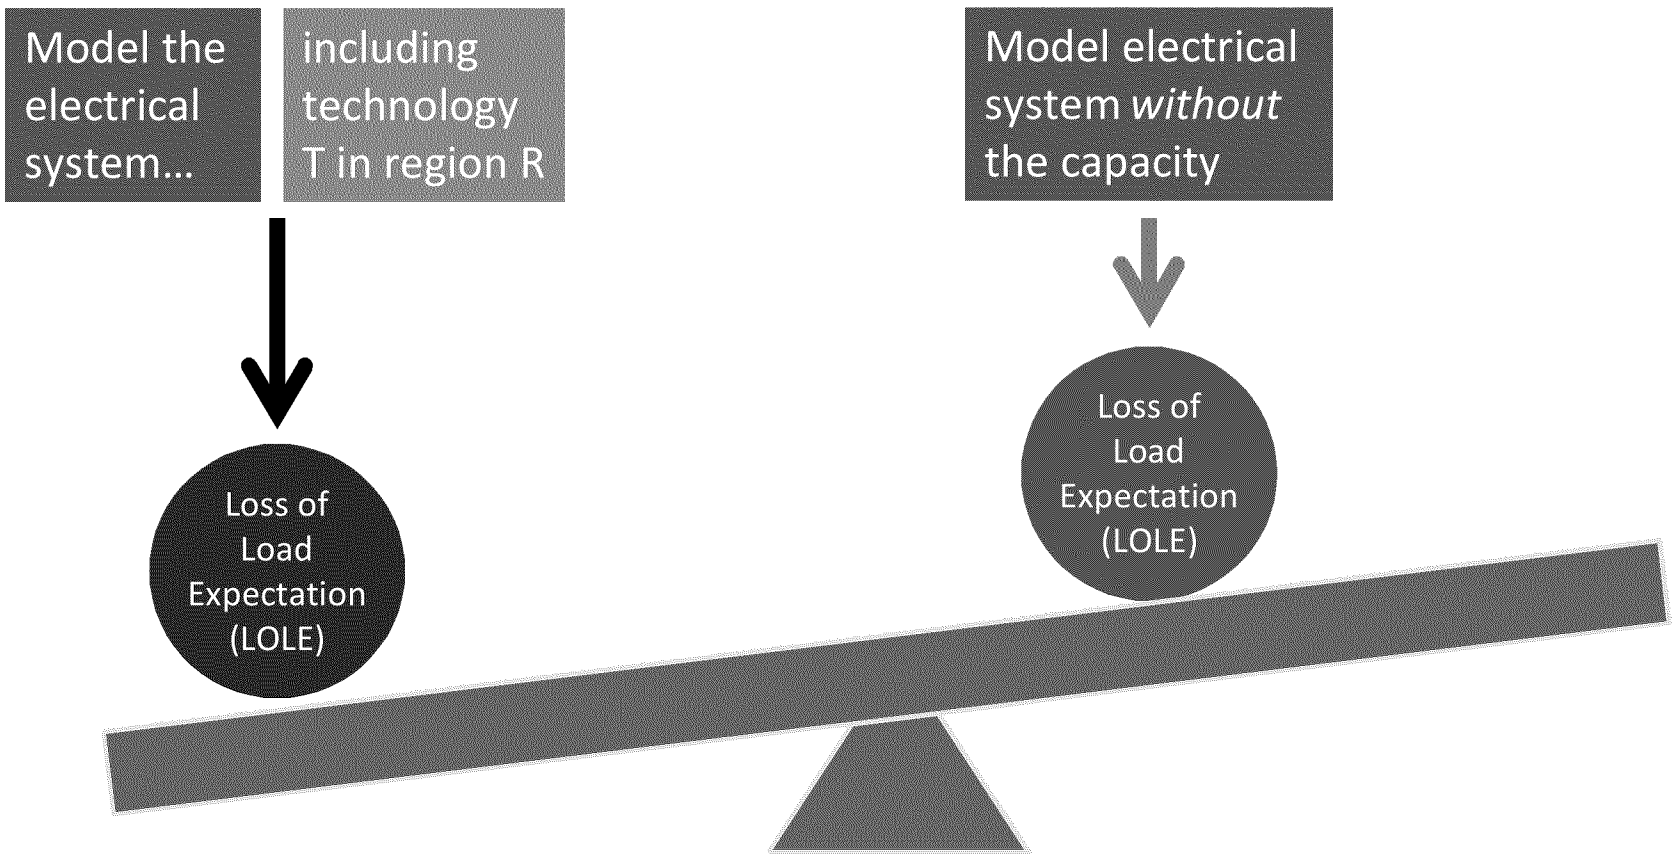 Model the
electrical
system…
including
technology
T in region R
Model electrical
system without
the capacity
Loss of
Load
Expectation
(LOLE)
Loss of
Load
Expectation
(LOLE)